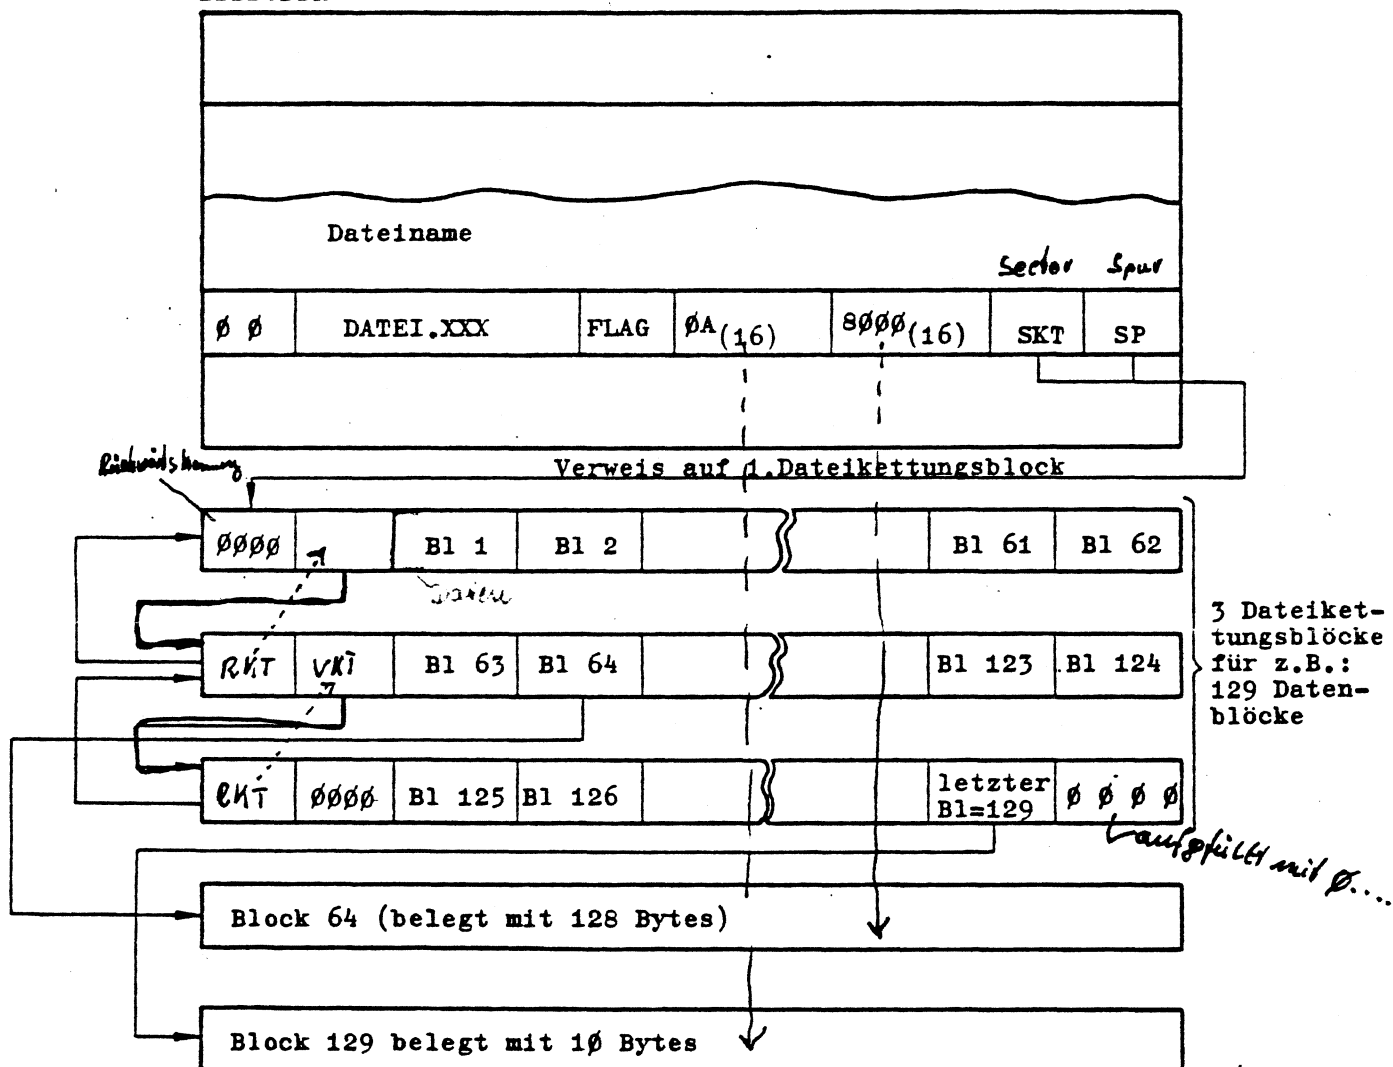 Dateiname
Sector Spur
ØØ DATEI.XXX FLAG ØA(16) 8ØØØ(16) SKT SP
Verweis auf 1.Dateikettungsblock
ØØØØ Bl 1 Bl 2 Bl 61 Bl 62
RKT VKT Bl 63 Bl 64 Bl 123 Bl 124
3 Dateiket-
tungsblöcke
für z.B.:
129 Daten-
blöcke
RKT ØØØØ Bl 125 Bl 126 letzter
Bl=129 Ø Ø Ø Ø
aufgefüllt mit Ø....
Block 64 (belegt mit 128 Bytes)
Block 129 belegt mit 1Ø Bytes